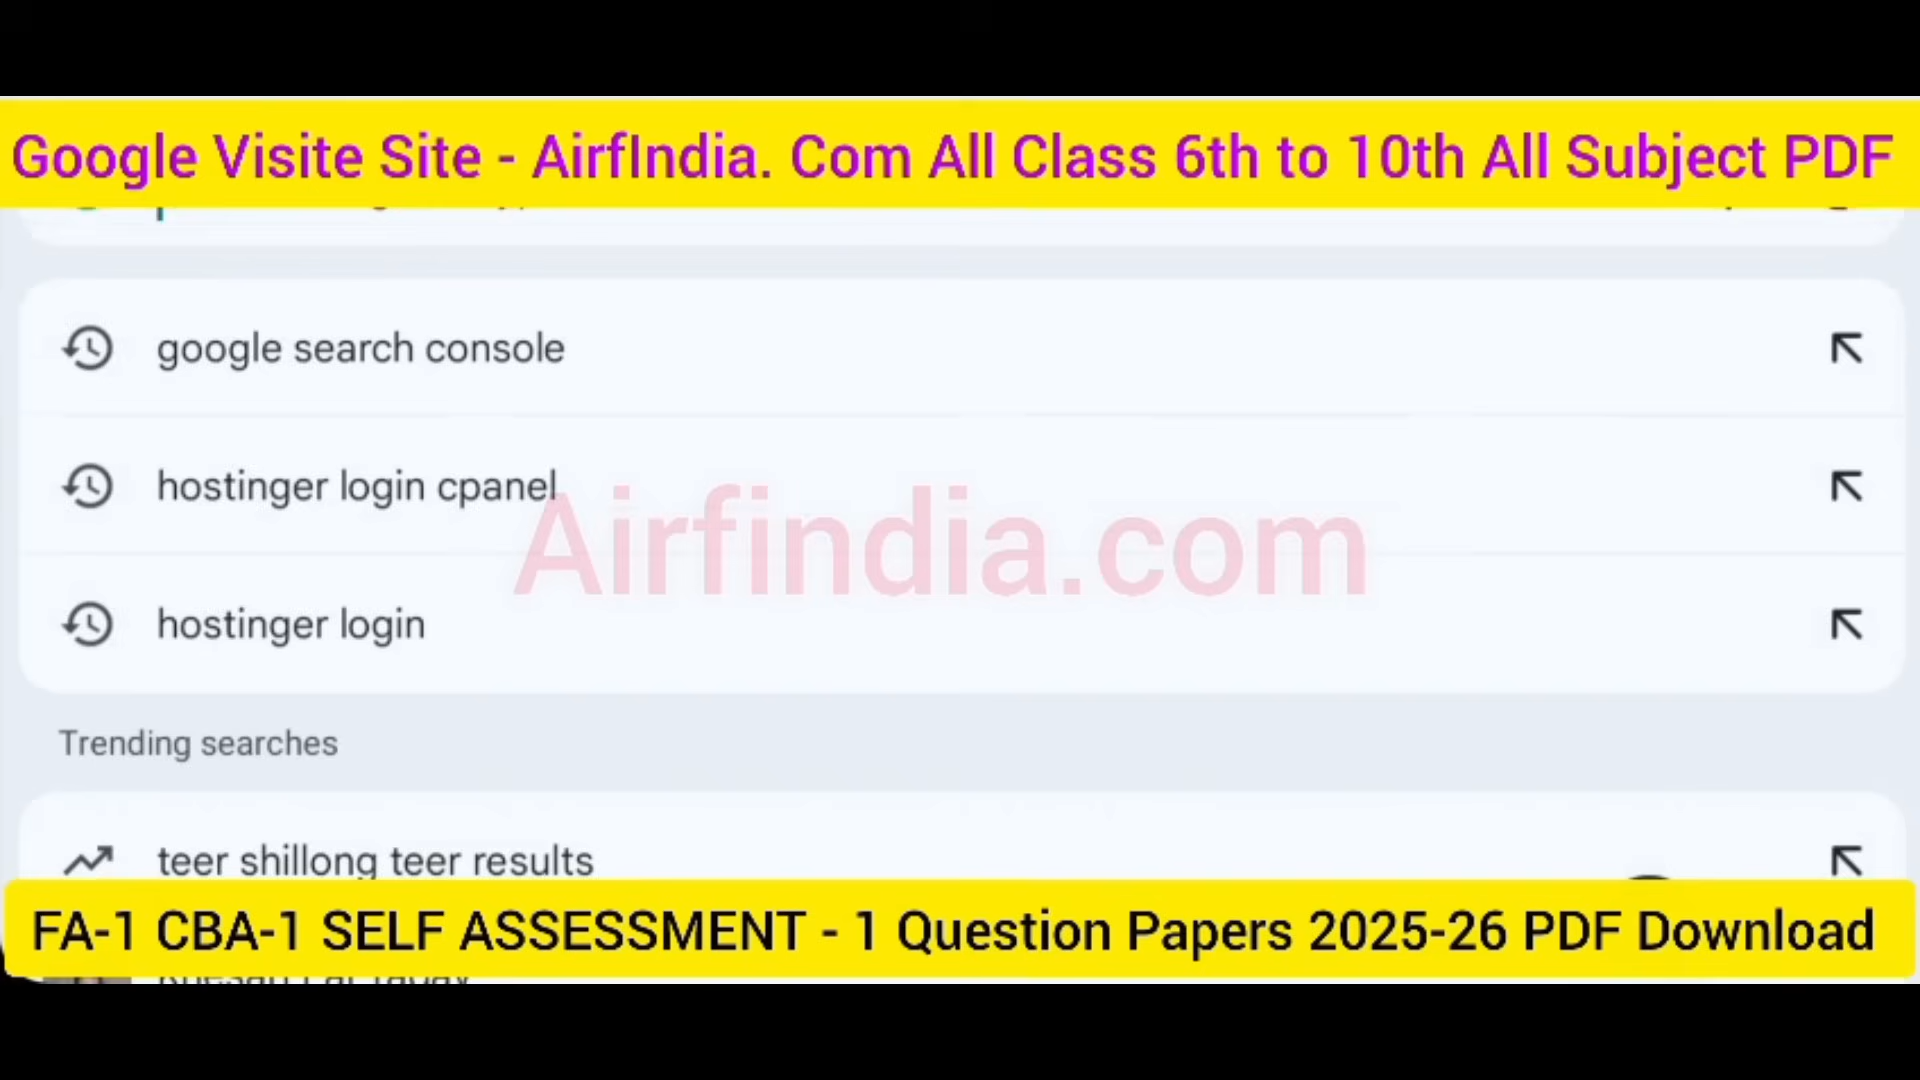 Google Visite Site - AirfIndia. Com All Class 6th to 10th All Subject PDF
google search console
hostinger login cpanel
Airfindia.com
hostinger login
Trending searches
teer shillong teer results
FA-1 CBA-1 SELF ASSESSMENT - 1 Question Papers 2025-26 PDF Download